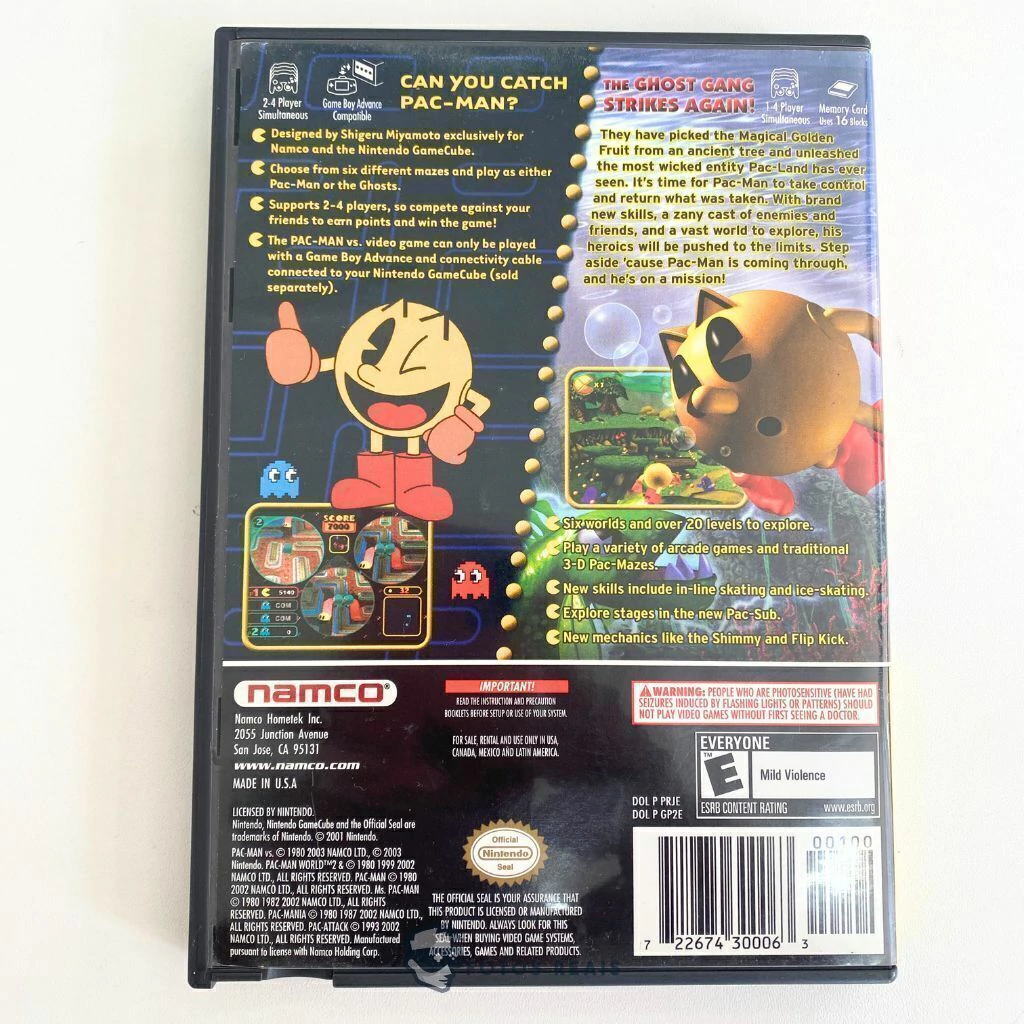 2-4 Player
Simultaneous
Game Boy Advance
Compatible
CAN YOU CATCH
PAC-MAN?
Designed by Shigeru Miyamoto exclusively for
Namco and the Nintendo GameCube.
Choose from six different mazes and play as either
Pac-Man or the Ghosts.
Supports 2-4 players, so compete against your
friends to earn points and win the game!
The PAC-MAN vs. video game can only be played
with a Game Boy Advance and connectivity cable
connected to your Nintendo GameCube (sold
separately).
2
SCORE
7000
1 5140
COM
COM
2 0
32
THE GHOST GANG
STRIKES AGAIN!
1-4 Player
Simultaneous
Memory Card
Uses 16 Blocks
They have picked the Magical Golden
Fruit from an ancient tree and unleashed
the most wicked entity Pac-Land has ever
seen. It's time for Pac-Man to take control
and return what was taken. With brand
new skills, a zany cast of enemies and
friends, and a vast world to explore, his
heroics will be pushed to the limits. Step
aside 'cause Pac-Man is coming through,
and he's on a mission!
Six worlds and over 20 levels to explore.
Play a variety of arcade games and traditional
3-D Pac-Mazes.
New skills include in-line skating and ice-skating.
Explore stages in the new Pac-Sub.
New mechanics like the Shimmy and Flip Kick.
namco®
Namco Hometek Inc.
2055 Junction Avenue
San Jose, CA 95131
www.namco.com
MADE IN U.S.A
LICENSED BY NINTENDO.
Nintendo, Nintendo GameCube and the Official Seal are
trademarks of Nintendo. © 2001 Nintendo.
PAC-MAN vs. © 1980 2003 NAMCO LTD., © 2003
Nintendo. PAC-MAN WORLD™2 & © 1980 1999 2002
NAMCO LTD., ALL RIGHTS RESERVED. PAC-MAN © 1980
2002 NAMCO LTD., ALL RIGHTS RESERVED. Ms. PAC-MAN
© 1980 1982 2002 NAMCO LTD., ALL RIGHTS
RESERVED. PAC-MANIA © 1980 1987 2002 NAMCO LTD.,
ALL RIGHTS RESERVED. PAC-ATTACK © 1993 2002
NAMCO LTD., ALL RIGHTS RESERVED. Manufactured
pursuant to license with Namco Holding Corp.
IMPORTANT!
READ THE INSTRUCTION AND PRECAUTION
BOOKLETS BEFORE SETUP OR USE OF YOUR SYSTEM.
FOR SALE, RENTAL AND USE ONLY IN USA,
CANADA, MEXICO AND LATIN AMERICA.
Official
Nintendo
Seal
THE OFFICIAL SEAL IS YOUR ASSURANCE THAT
THIS PRODUCT IS LICENSED OR MANUFACTURED
BY NINTENDO. ALWAYS LOOK FOR THIS
SEAL WHEN BUYING VIDEO GAME SYSTEMS,
ACCESSORIES, GAMES AND RELATED PRODUCTS.
WARNING: PEOPLE WHO ARE PHOTOSENSITIVE (HAVE HAD
SEIZURES INDUCED BY FLASHING LIGHTS OR PATTERNS) SHOULD
NOT PLAY VIDEO GAMES WITHOUT FIRST SEEING A DOCTOR.
EVERYONE
E
TM
Mild Violence
ESRB CONTENT RATING www.esrb.org
DOL P PRJE
DOL P GP2E
00100
7 22674 30006 3